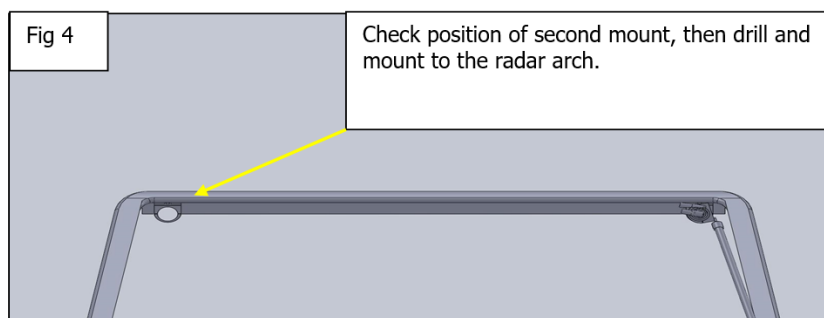 Fig 4
Check position of second mount, then drill and
mount to the radar arch.